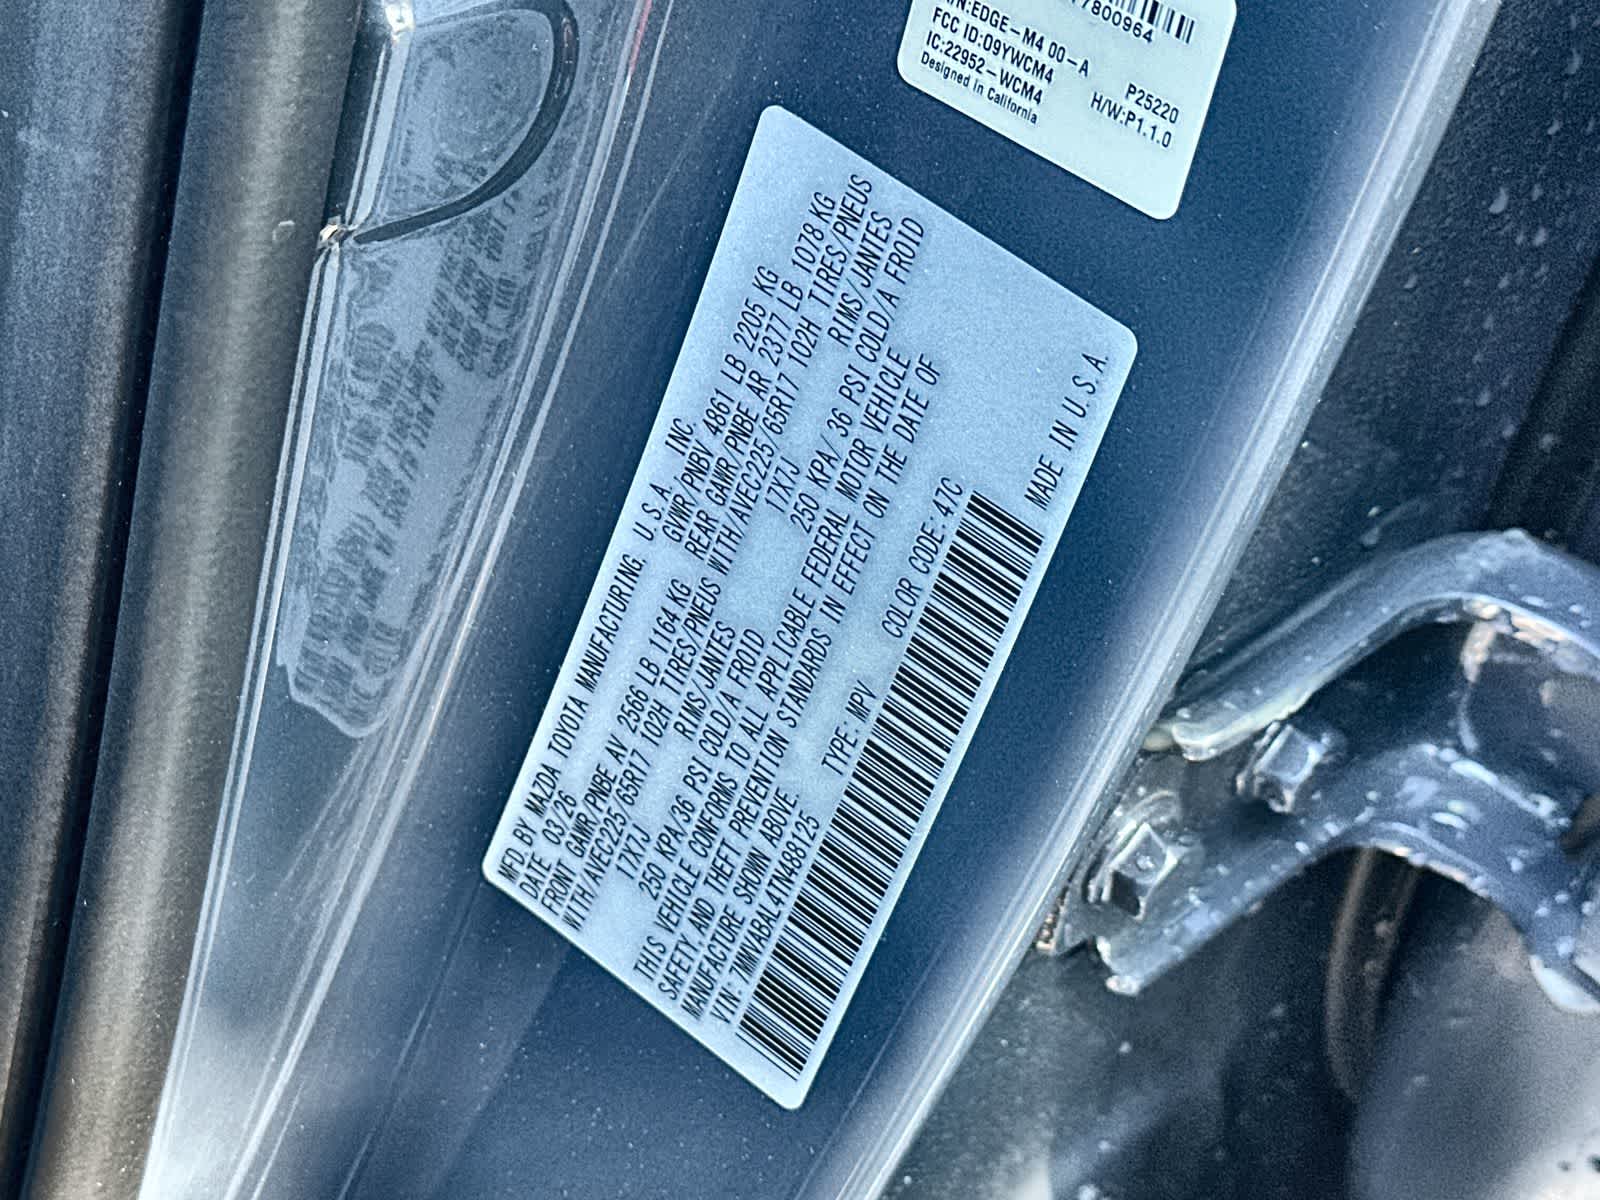 7800964
N:EDGE-M4 00-A
FCC ID:O9YWCM4
IC:22952-WCM4
Designed in California
P25220
H/W:P1.1.0
MFD.BY MAZDA TOYOTA MANUFACTURING, U.S.A. INC.
DATE 03/26 GVWR/PNBV 4861 LB 2205 KG
FRONT GAWR/PNBE AV 2566 LB 1164 KG REAR GAWR/PNBE AR 2377 LB 1078 KG
WITH/AVEC225/65R17 102H TIRES/PNEUS WITH/AVEC225/65R17 102H TIRES/PNEUS
17X7J RIMS/JANTES 17X7J RIMS/JANTES
250 KPA/36 PSI COLD/A FROID 250 KPA/ 36 PSI COLD/A FROID
THIS VEHICLE CONFORMS TO ALL APPLICABLE FEDERAL MOTOR VEHICLE
SAFETY AND THEFT PREVENTION STANDARDS IN EFFECT ON THE DATE OF
MANUFACTURE SHOWN ABOVE.
VIN: 7MMVABAL4TN488125 TYPE: MPV COLOR CODE: 47C
MADE IN U.S.A.